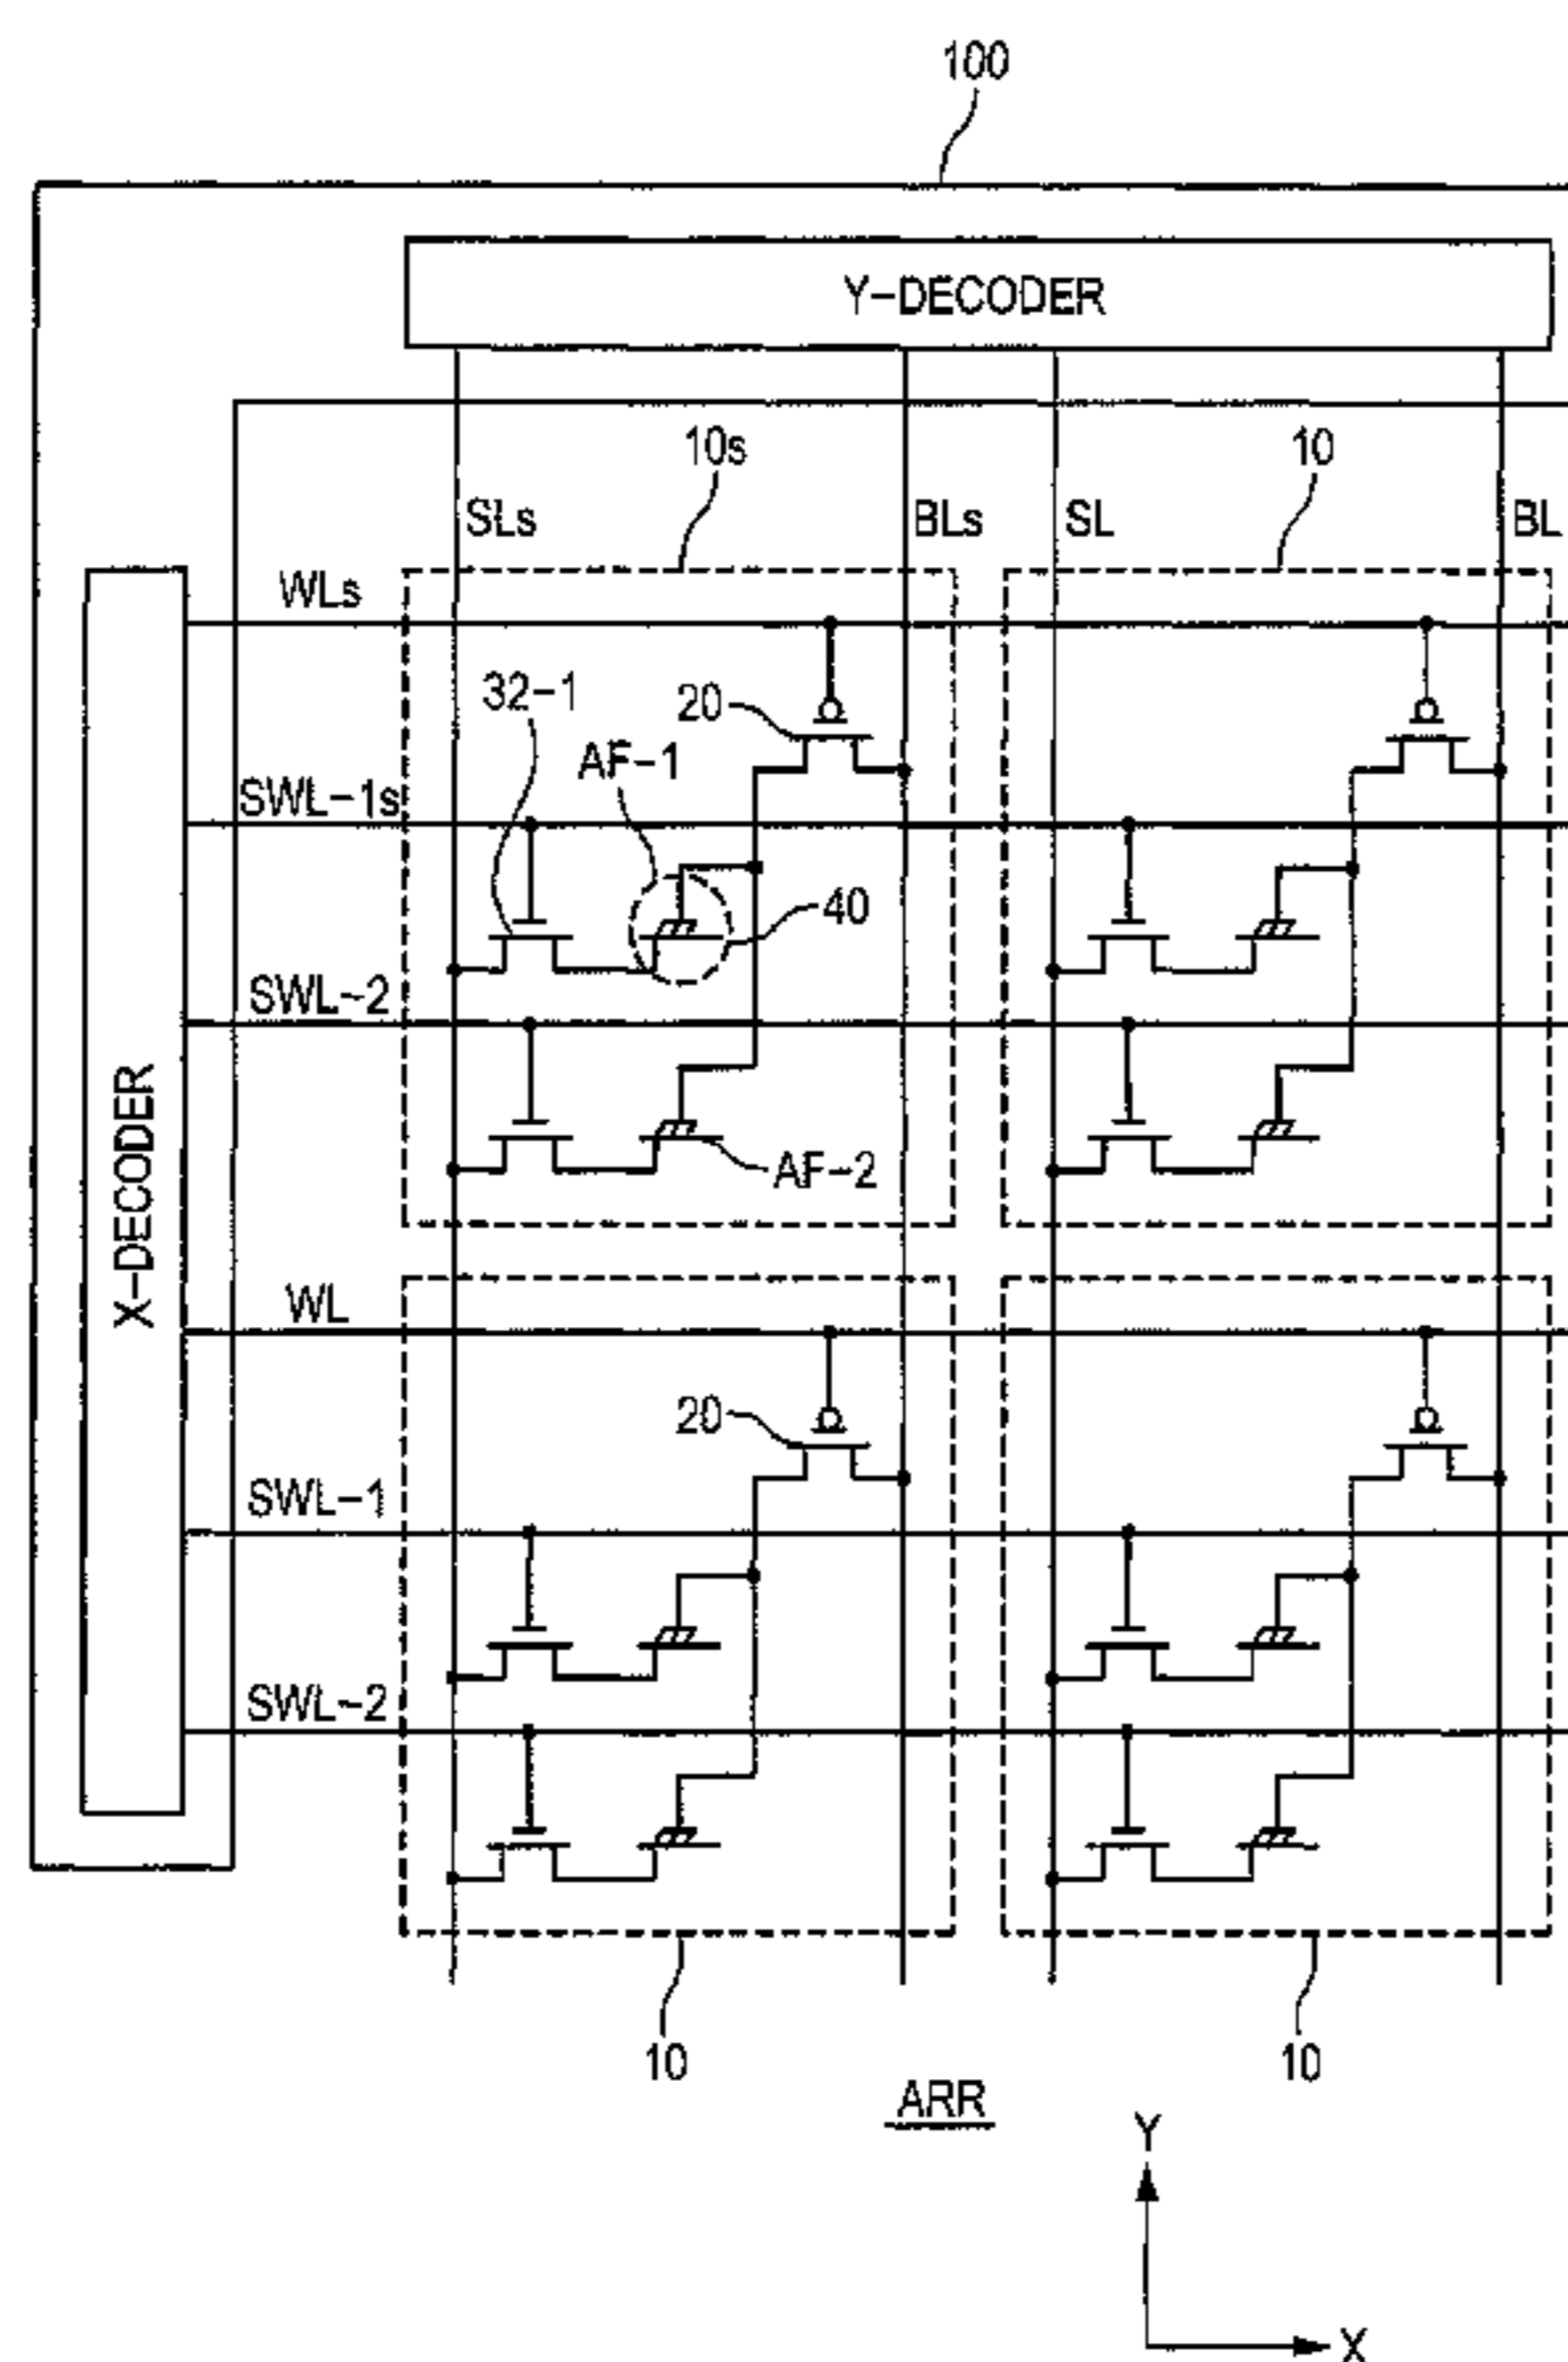 100
Y-DECODER
10s
10
SLs
BLs
SL
BL
WLs
32-1
20
AF-1
SWL-1s
40
SWL-2
X-DECODER
AF-2
WL
20
SWL-1
SWL-2
10
10
ARR
Y
X